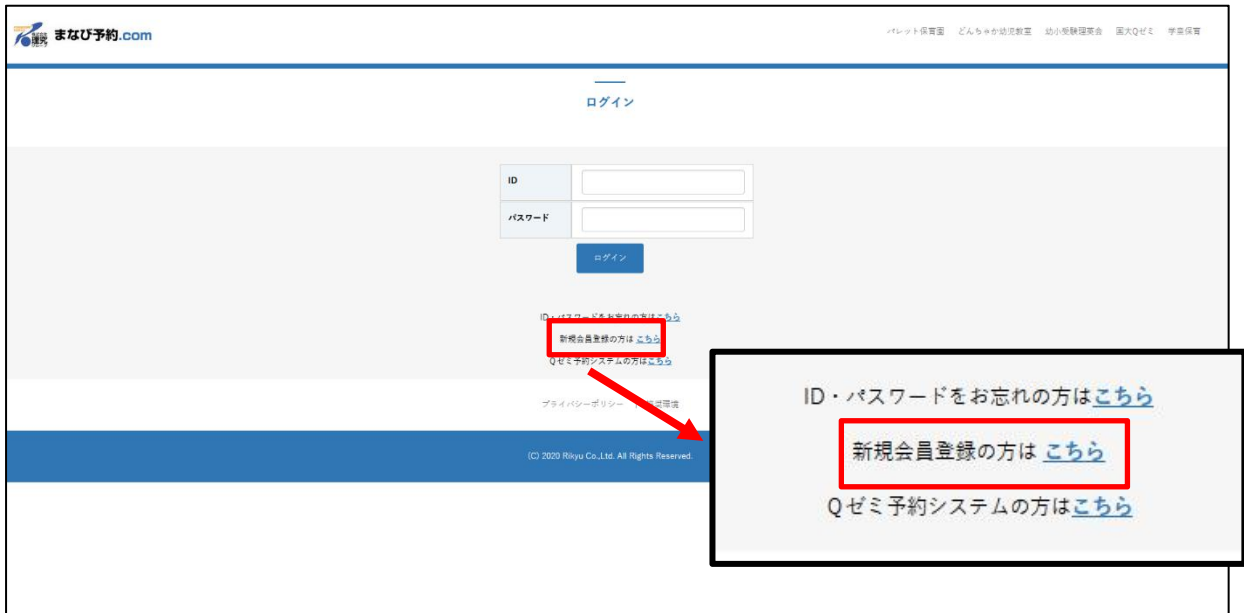 まなび予約.com
パレット保育園 どんちゃか幼児教室 幼小受験理英会 国大Qゼミ 学童保育
ログイン
ID
パスワード
ログイン
ID・パスワードをお忘れの方はこちら
新規会員登録の方は こちら
Qゼミ予約システムの方はこちら
プライバシーポリシー 推奨環境
(C) 2020 Rikyu Co.,Ltd. All Rights Reserved.
ID・パスワードをお忘れの方はこちら
新規会員登録の方は こちら
Qゼミ予約システムの方はこちら